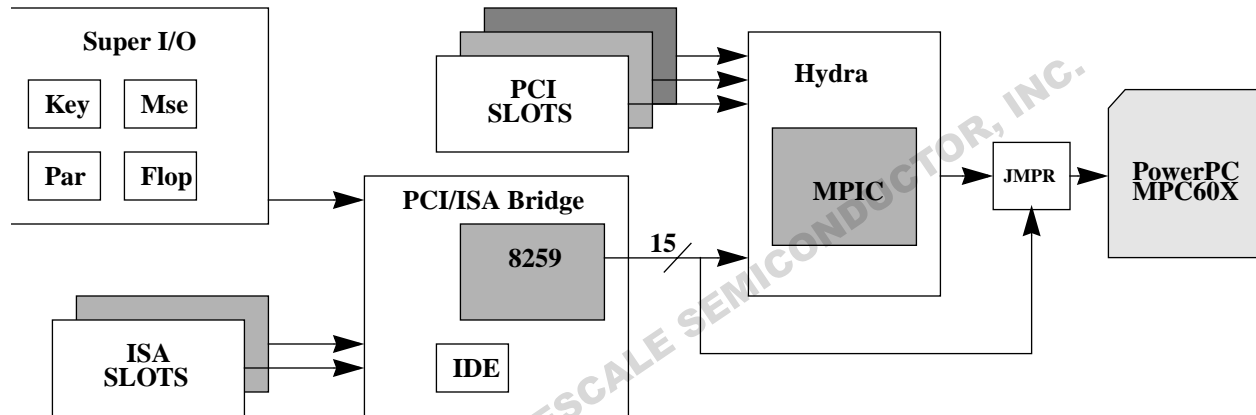 Super I/O
Key
Mse
Par
Flop
ISA
SLOTS
PCI
SLOTS
PCI/ISA Bridge
8259
IDE
15
Hydra
MPIC
JMPR
PowerPC
MPC60X
ESCALE SEMICONDUCTOR, INC.